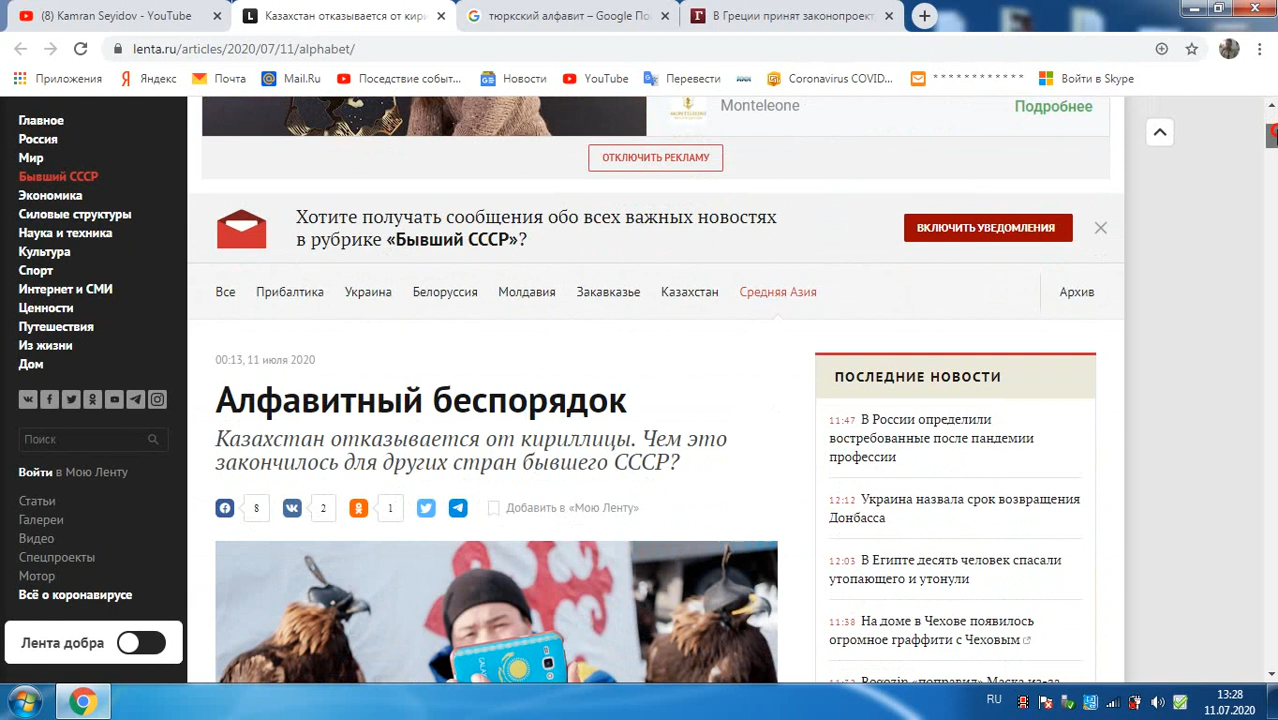 (8) Kamran Seyidov - YouTube
Казахстан отказывается от кири
тюркский алфавит – Google По
В Греции принят законопроект
lenta.ru/articles/2020/07/11/alphabet/
Приложения
Яндекс
Почта
Mail.Ru
Поседствие событ...
Новости
YouTube
Перевести
Coronavirus COVID...
* * * * * * * * * * * *
Войти в Skype
Главное
Россия
Мир
Бывший СССР
Экономика
Силовые структуры
Наука и техника
Культура
Спорт
Интернет и СМИ
Ценности
Путешествия
Из жизни
Дом
Поиск
Войти в Мою Ленту
Статьи
Галереи
Видео
Спецпроекты
Мотор
Всё о коронавирусе
Лента добра
Monteleone
Подробнее
ОТКЛЮЧИТЬ РЕКЛАМУ
Хотите получать сообщения обо всех важных новостях
в рубрике «Бывший СССР»?
ВКЛЮЧИТЬ УВЕДОМЛЕНИЯ
Все
Прибалтика
Украина
Белоруссия
Молдавия
Закавказье
Казахстан
Средняя Азия
Архив
00:13, 11 июля 2020
Алфавитный беспорядок
Казахстан отказывается от кириллицы. Чем это
закончилось для других стран бывшего СССР?
8
2
1
Добавить в «Мою Ленту»
ПОСЛЕДНИЕ НОВОСТИ
11:47 В России определили
востребованные после пандемии
профессии
12:12 Украина назвала срок возвращения
Донбасса
12:03 В Египте десять человек спасали
утопающего и утонули
11:38 На доме в Чехове появилось
огромное граффити с Чеховым
RU
13:28
11.07.2020